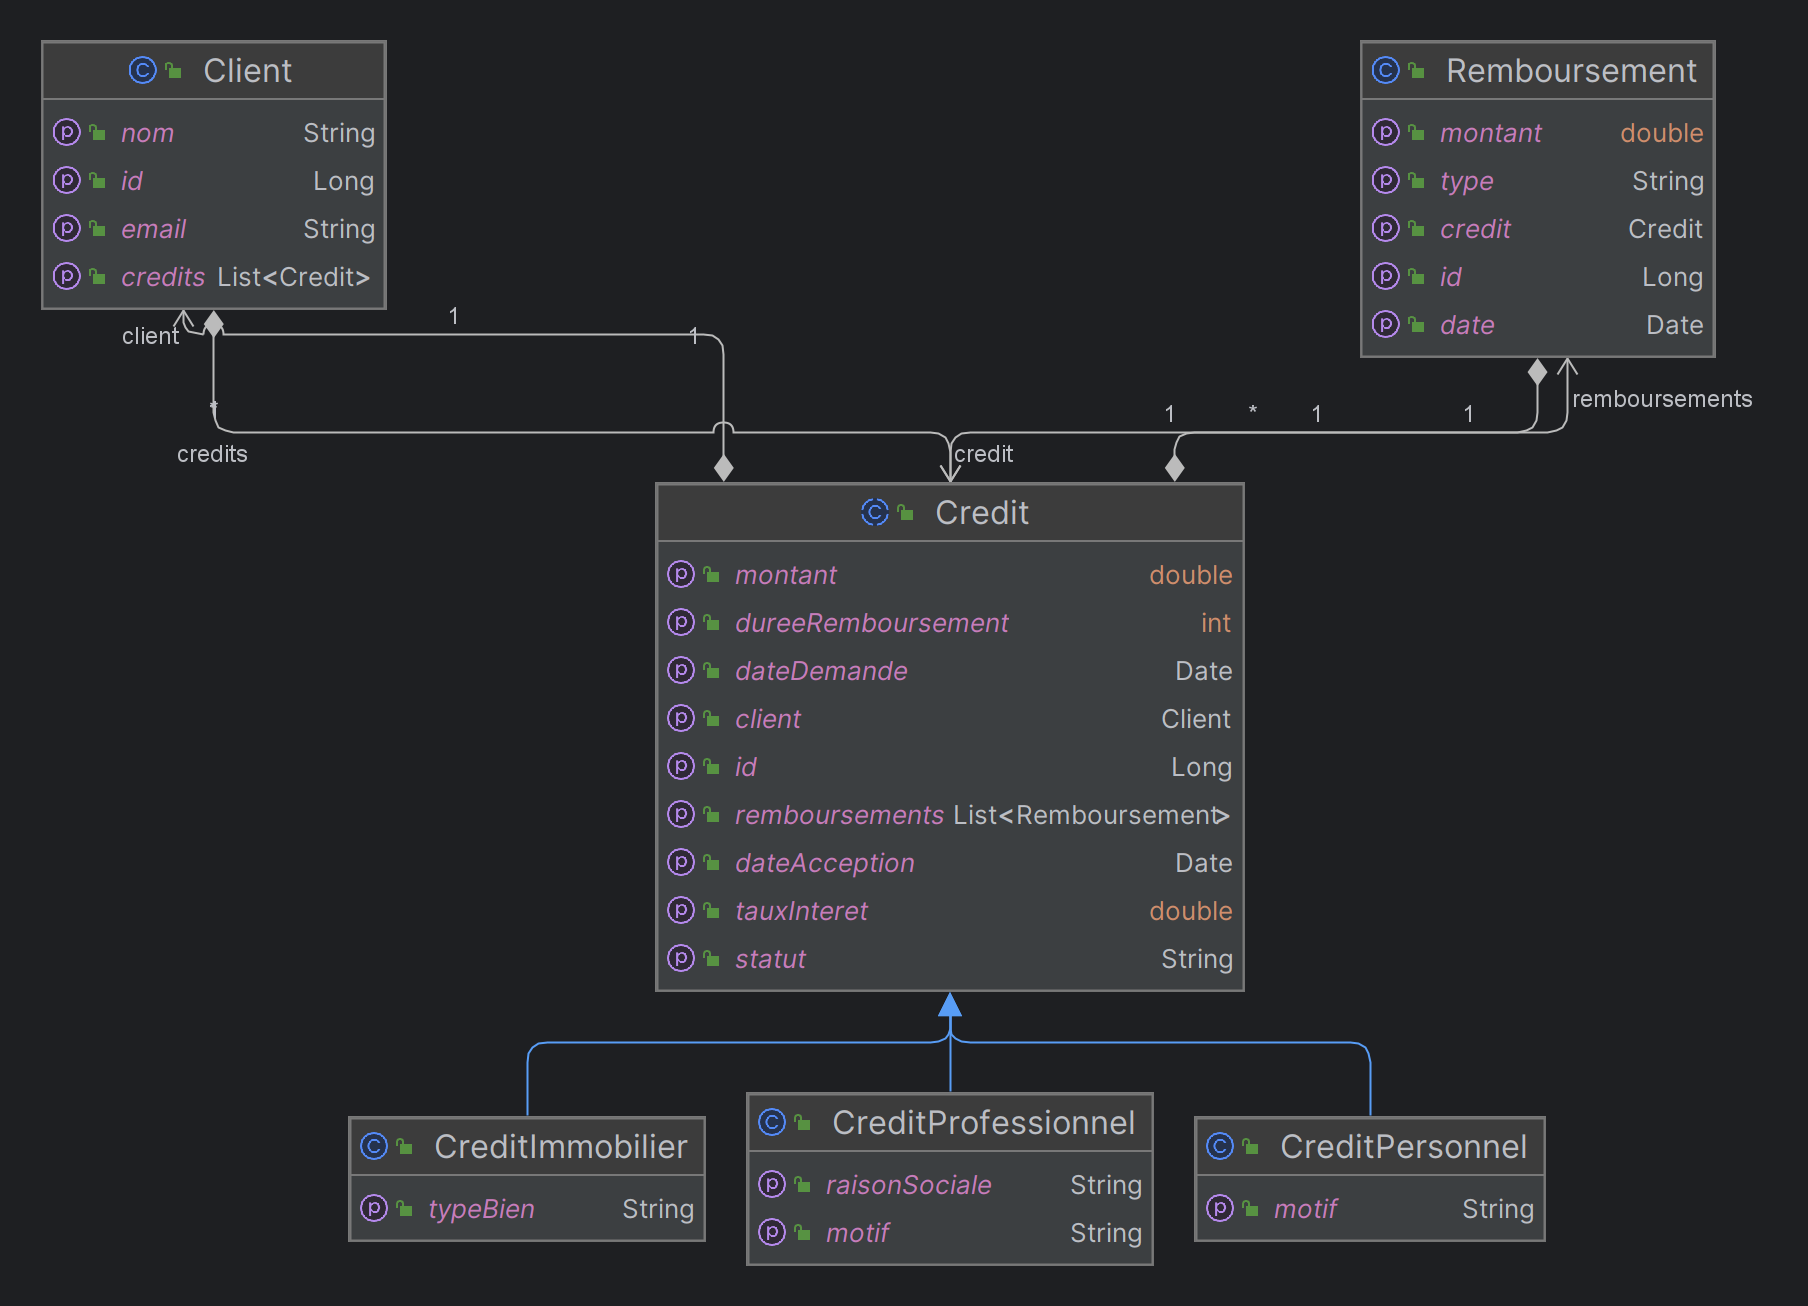 Client
nom String
id Long
email String
credits List<Credit>
Remboursement
montant double
type String
credit Credit
id Long
date Date
client
1
1
*
credits
credit
1
*
1
1
remboursements
Credit
montant double
dureeRemboursement int
dateDemande Date
client Client
id Long
remboursements List<Remboursement>
dateAcception Date
tauxInteret double
statut String
CreditImmobilier
typeBien String
CreditProfessionnel
raisonSociale String
motif String
CreditPersonnel
motif String